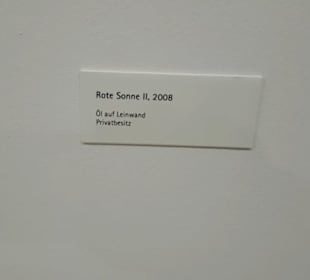 Rote Sonne II, 2008
Öl auf Leinwand
Privatbesitz